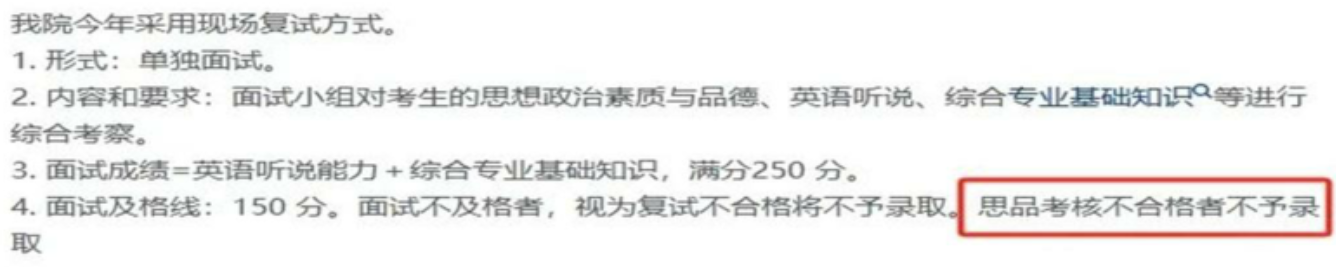 我院今年采用现场复试方式。
1. 形式：单独面试。
2. 内容和要求：面试小组对考生的思想政治素质与品德、英语听说、综合专业基础知识等进行
综合考察。
3. 面试成绩=英语听说能力+综合专业基础知识，满分250 分。
4. 面试及格线：150 分。面试不及格者，视为复试不合格将不予录取。思品考核不合格者不予录
取